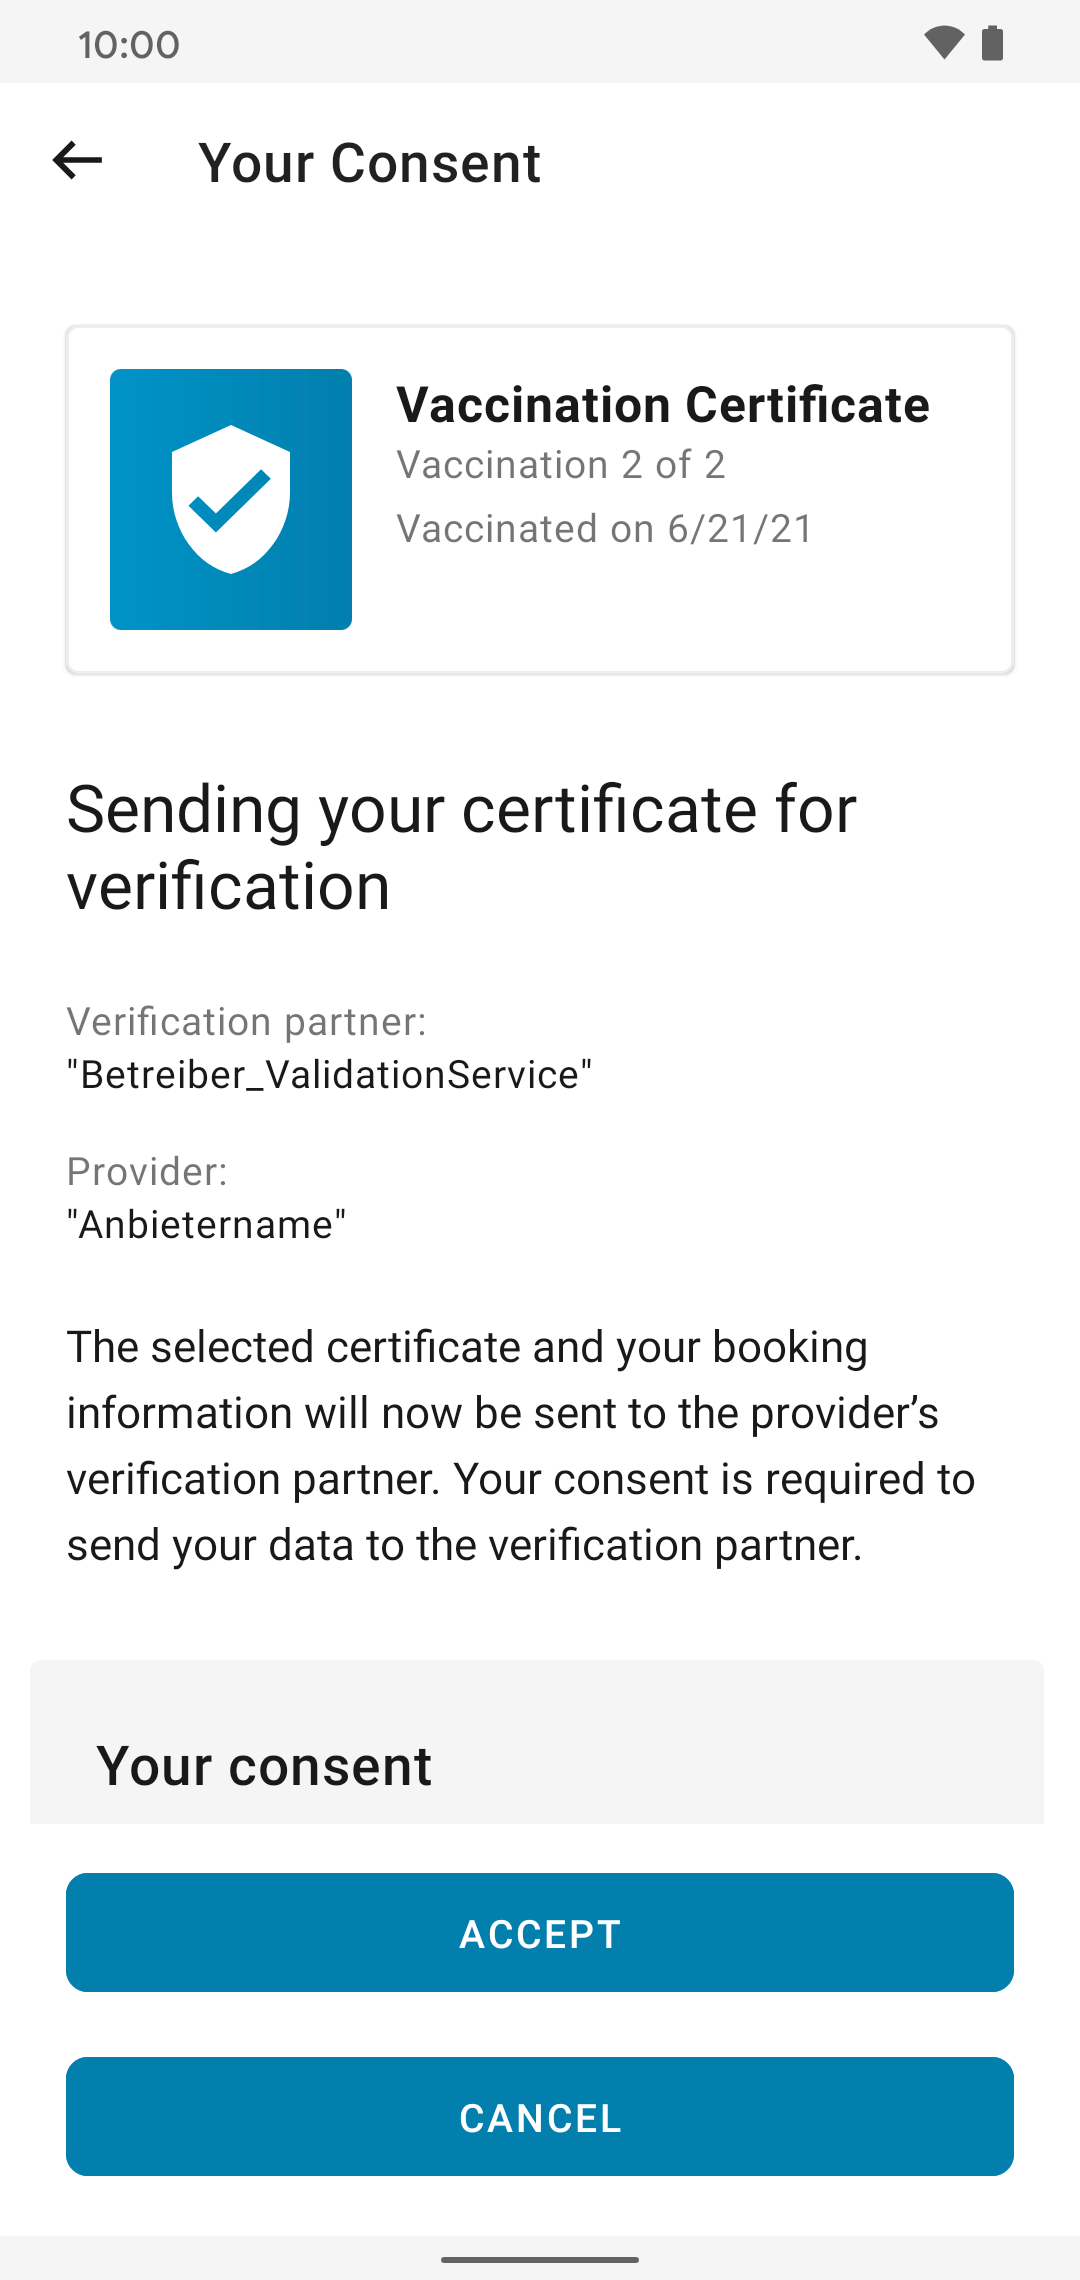 10:00
Your Consent
Vaccination Certificate
Vaccination 2 of 2
Vaccinated on 6/21/21
Sending your certificate for
verification
Verification partner:
"Betreiber_ValidationService"
Provider:
"Anbietername"
The selected certificate and your booking
information will now be sent to the provider’s
verification partner. Your consent is required to
send your data to the verification partner.
Your consent
ACCEPT
CANCEL